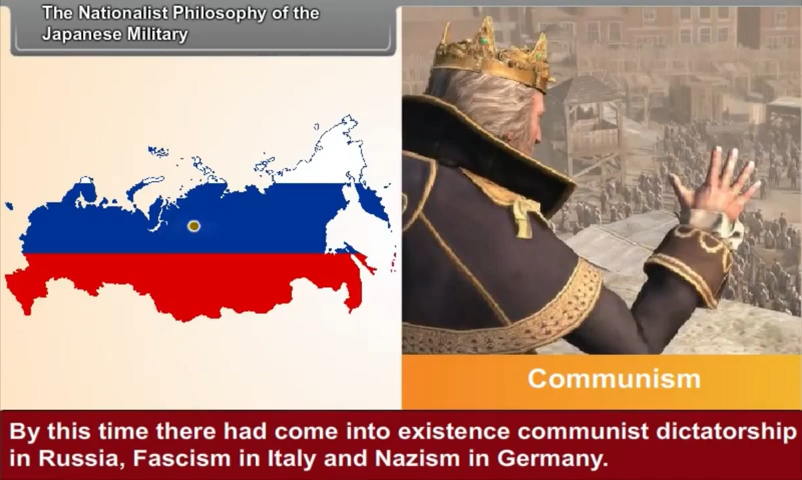 The Nationalist Philosophy of the
Japanese Military
Communism
By this time there had come into existence communist dictatorship
in Russia, Fascism in Italy and Nazism in Germany.